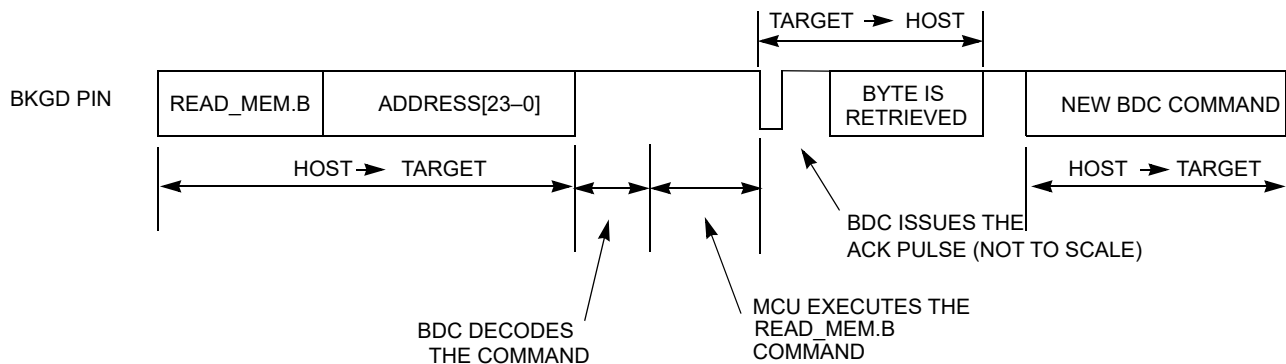 TARGET → HOST
BKGD PIN
READ_MEM.B
ADDRESS[23–0]
BYTE IS
RETRIEVED
NEW BDC COMMAND
HOST → TARGET
HOST → TARGET
BDC ISSUES THE
ACK PULSE (NOT TO SCALE)
BDC DECODES
THE COMMAND
MCU EXECUTES THE
READ_MEM.B
COMMAND